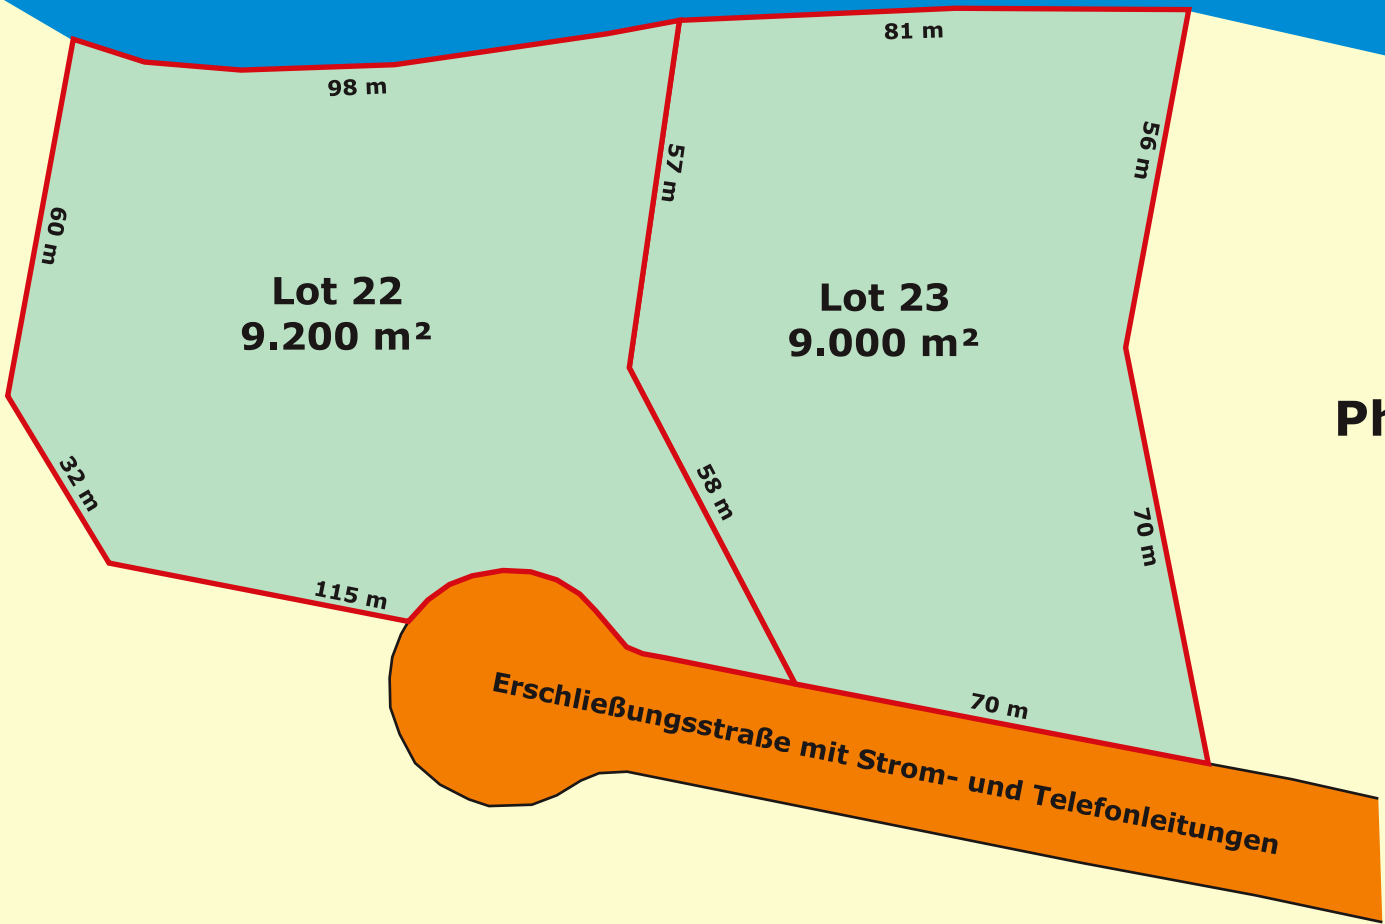 81 m
98 m
56 m
57 m
60 m
Lot 22
9.200 m²
Lot 23
9.000 m²
Ph
32 m
58 m
70 m
115 m
70 m
Erschließungsstraße mit Strom- und Telefonleitungen